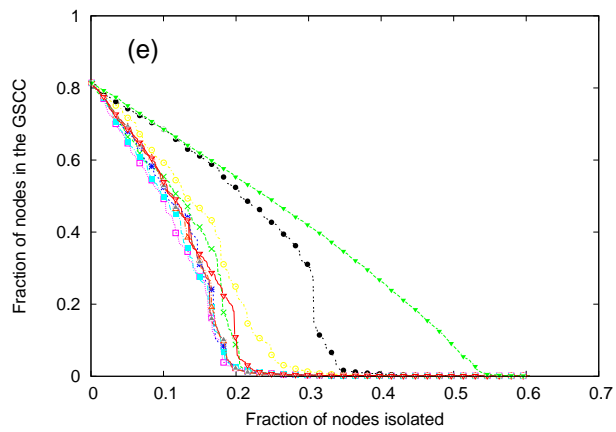 (e)
Fraction of nodes in the GSCC
1
0.8
0.6
0.4
0.2
0
0 0.1 0.2 0.3 0.4 0.5 0.6 0.7
Fraction of nodes isolated